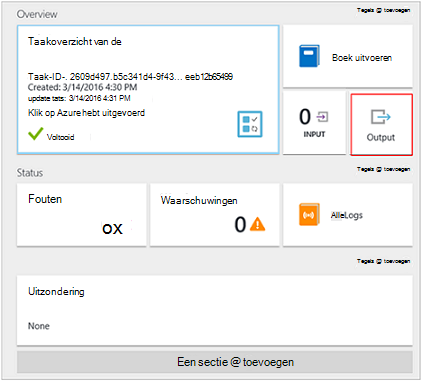 Overview
Tegels @ toevoegen
Taakoverzicht van de
Taak-ID-. 2609d497.b5c341d4-9f43... eeb12b65499
Created: 3/14/2016 4:30 PM
update tats: 3/14/2016 4:31 PM
Klik op Azure hebt uitgevoerd
Voltooid
Boek uitvoeren
0
INPUT
Output
Status
Tegels @ toevoegen
Fouten
ox
Waarschuwingen
0
AlleLogs
Tegels @ toevoegen
Uitzondering
None
Een sectie @ toevoegen